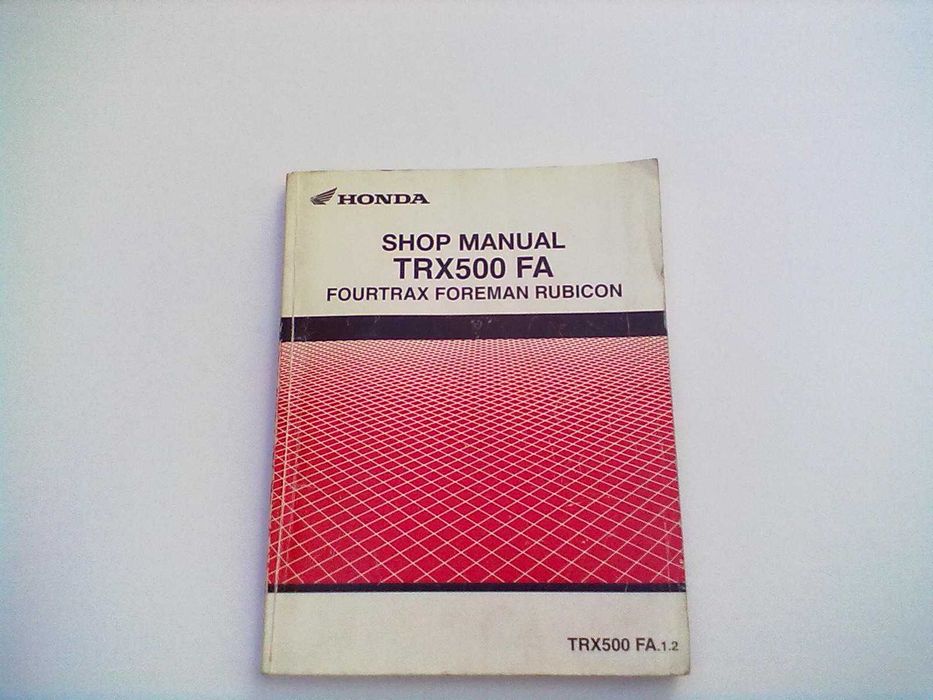 HONDA
SHOP MANUAL
TRX500 FA
FOURTRAX FOREMAN RUBICON
TRX500 FA.1.2